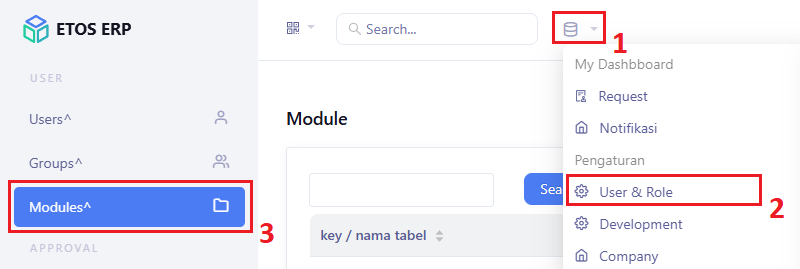 ETOS ERP
Search...
1
USER
Users^
Groups^
Modules^
3
APPROVAL
Module
Sea
key / nama tabel
My Dashbboard
Request
Notifikasi
Pengaturan
User & Role
2
Development
Company